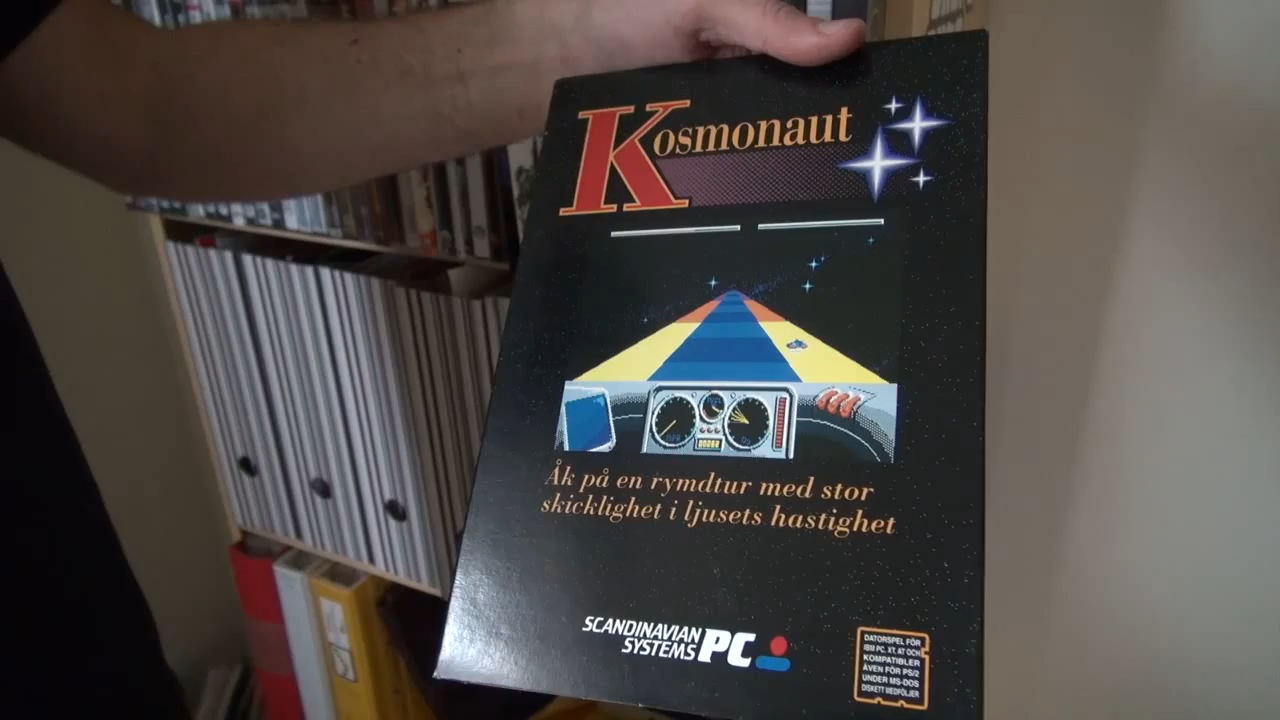 Kosmonaut
Åk på en rymdtur med stor
skicklighet i ljusets hastighet
SCANDINAVIAN
SYSTEMS PC
DATORSPEL FÖR
IBM PC, XT, AT OCH
KOMPATIBLER
ÄVEN FÖR PS/2
UNDER MS-DOS
DISKETT MEDFÖLJER